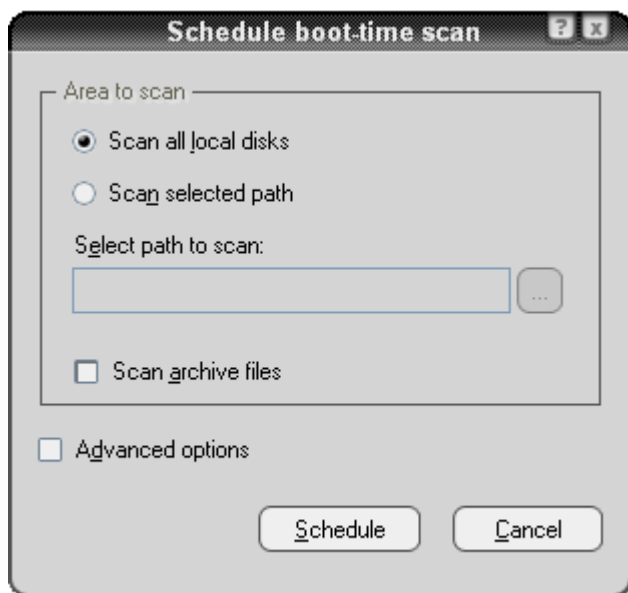 Schedule boot-time scan
? x
Area to scan
Scan all local disks
Scan selected path
Select path to scan:
...
Scan archive files
Advanced options
Schedule
Cancel